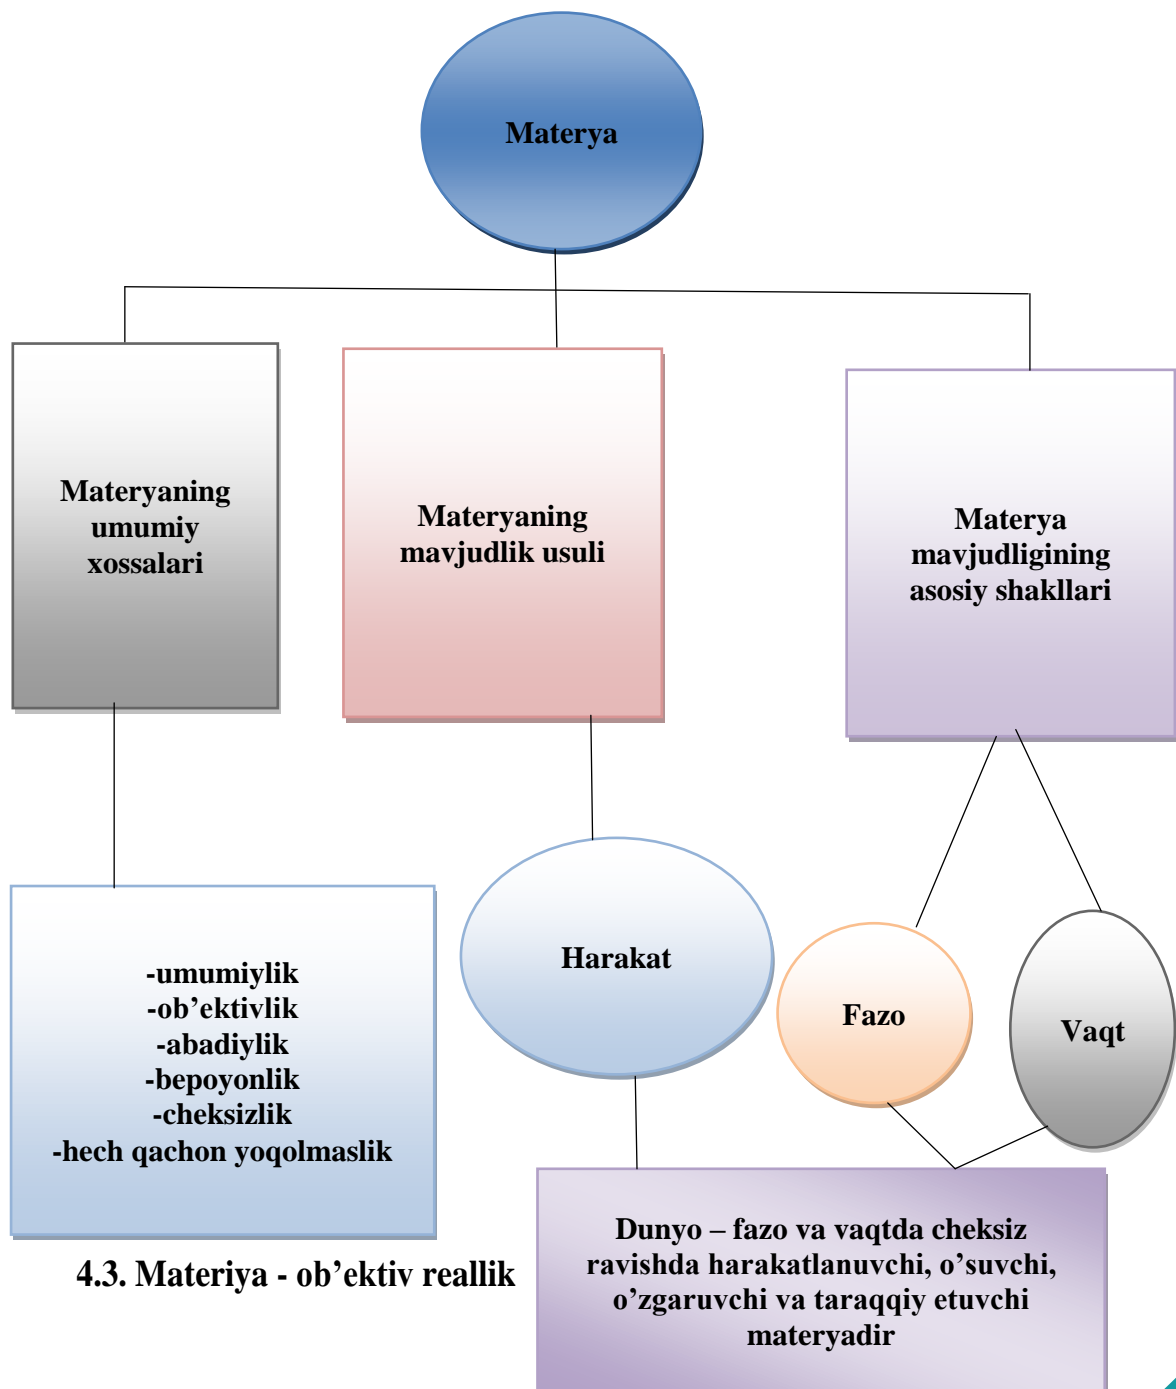 Materya
Materyaning
umumiy
xossalari
Materyaning
mavjudlik usuli
Materya
mavjudligining
asosiy shakllari
-umumiylik
-ob’ektivlik
-abadiylik
-bepoyonlik
-cheksizlik
-hech qachon yoqolmaslik
Harakat
Fazo
Vaqt
Dunyo – fazo va vaqtda cheksiz
ravishda harakatlanuvchi, o’suvchi,
o’zgaruvchi va taraqqiy etuvchi
materyadir
4.3. Materiya - ob’ektiv reallik